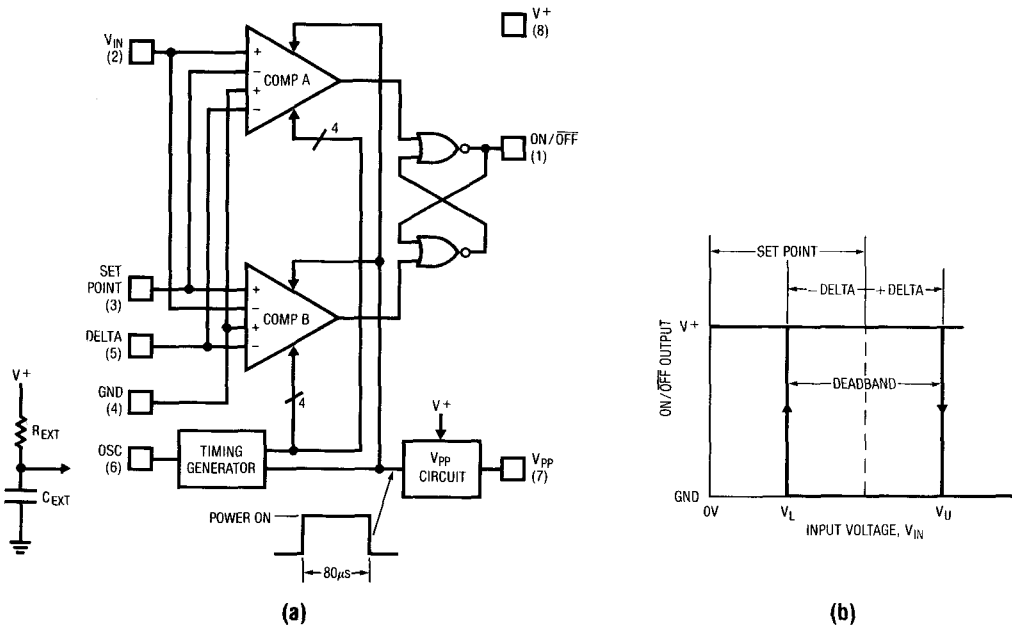 V+
(8)
VIN
(2)
+
−
+
−
COMP A
4
ON/OFF
(1)
SET
POINT
(3)
+
−
+
−
COMP B
DELTA
(5)
GND
(4)
4
V+
REXT
CEXT
OSC
(6)
TIMING
GENERATOR
V+
VPP
CIRCUIT
VPP
(7)
POWER ON
80µs
(a)
SET POINT
− DELTA + DELTA
V+
DEADBAND
ON/OFF OUTPUT
GND
0V VL VU
INPUT VOLTAGE, VIN
(b)